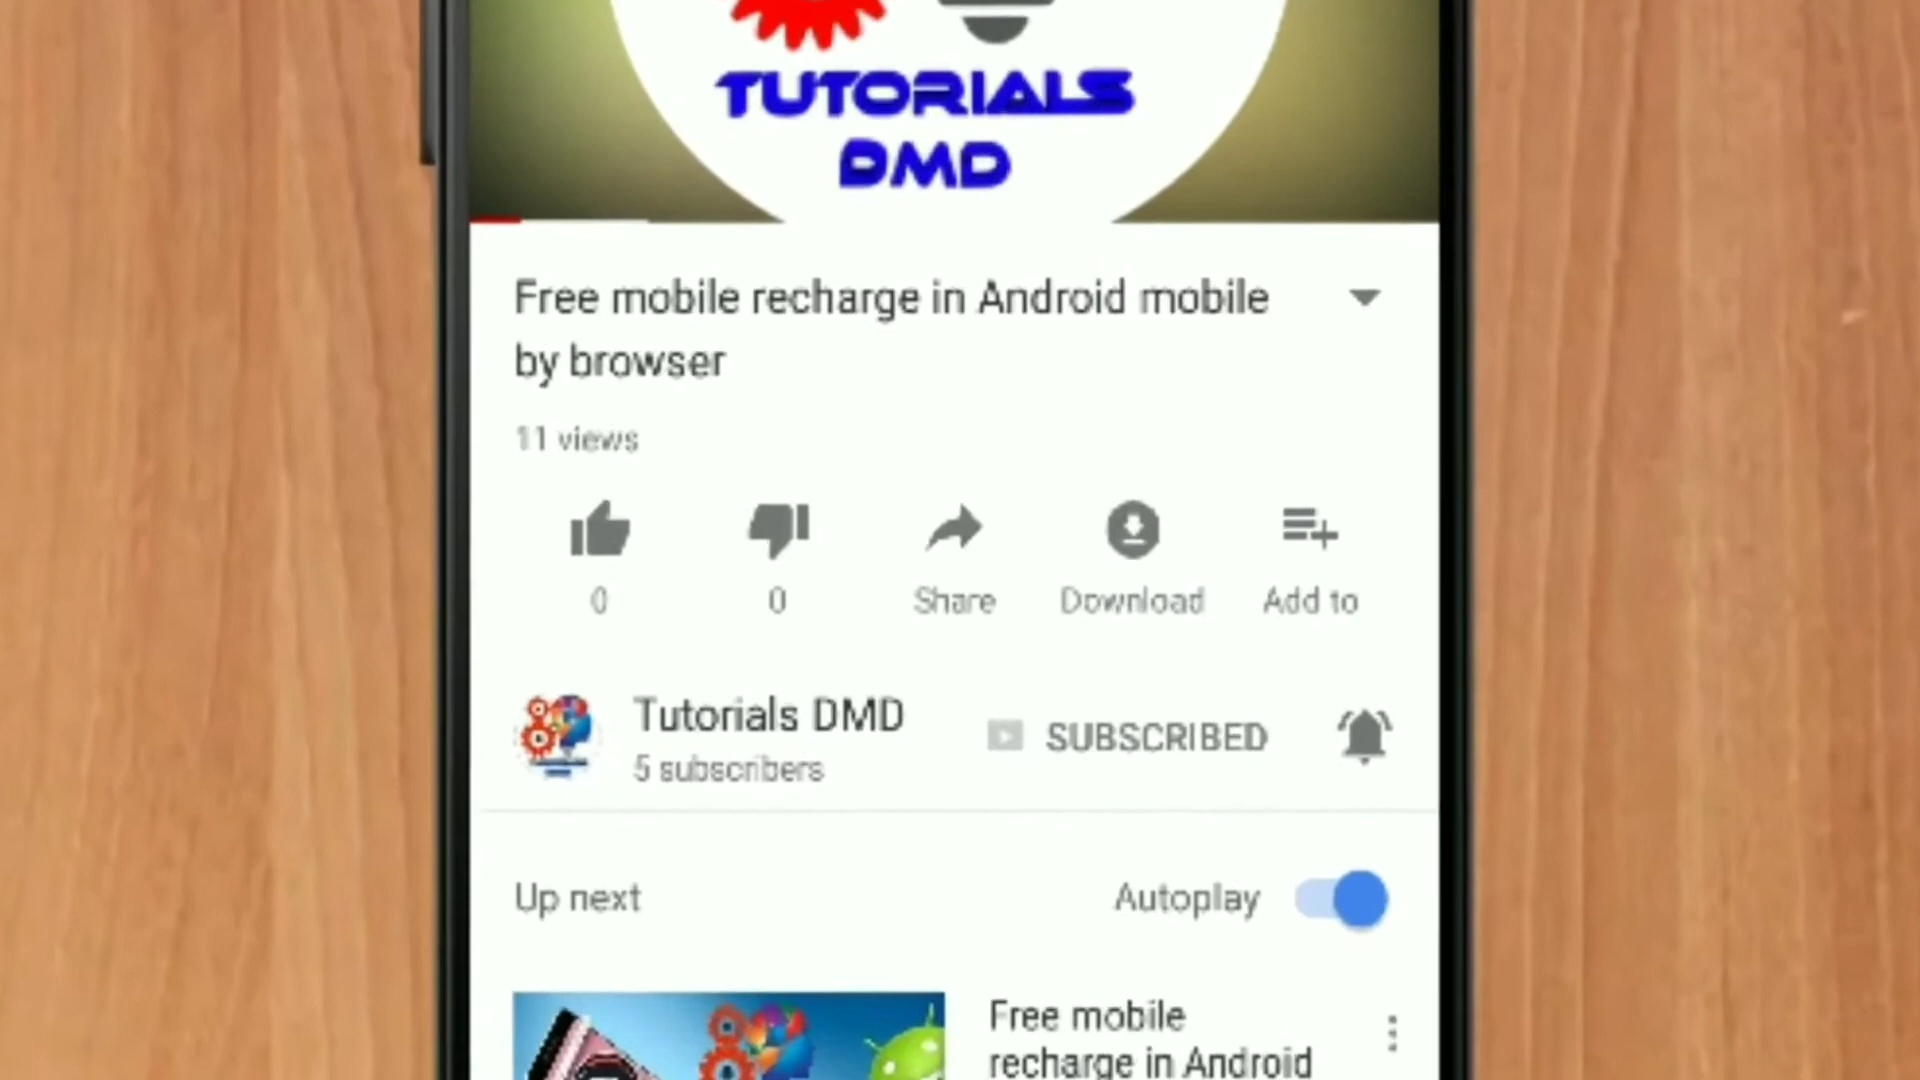 TUTORIALS
DMD
Free mobile recharge in Android mobile
by browser
11 views
0 0 Share Download Add to
Tutorials DMD
5 subscribers
SUBSCRIBED
Up next Autoplay
Free mobile
recharge in Android